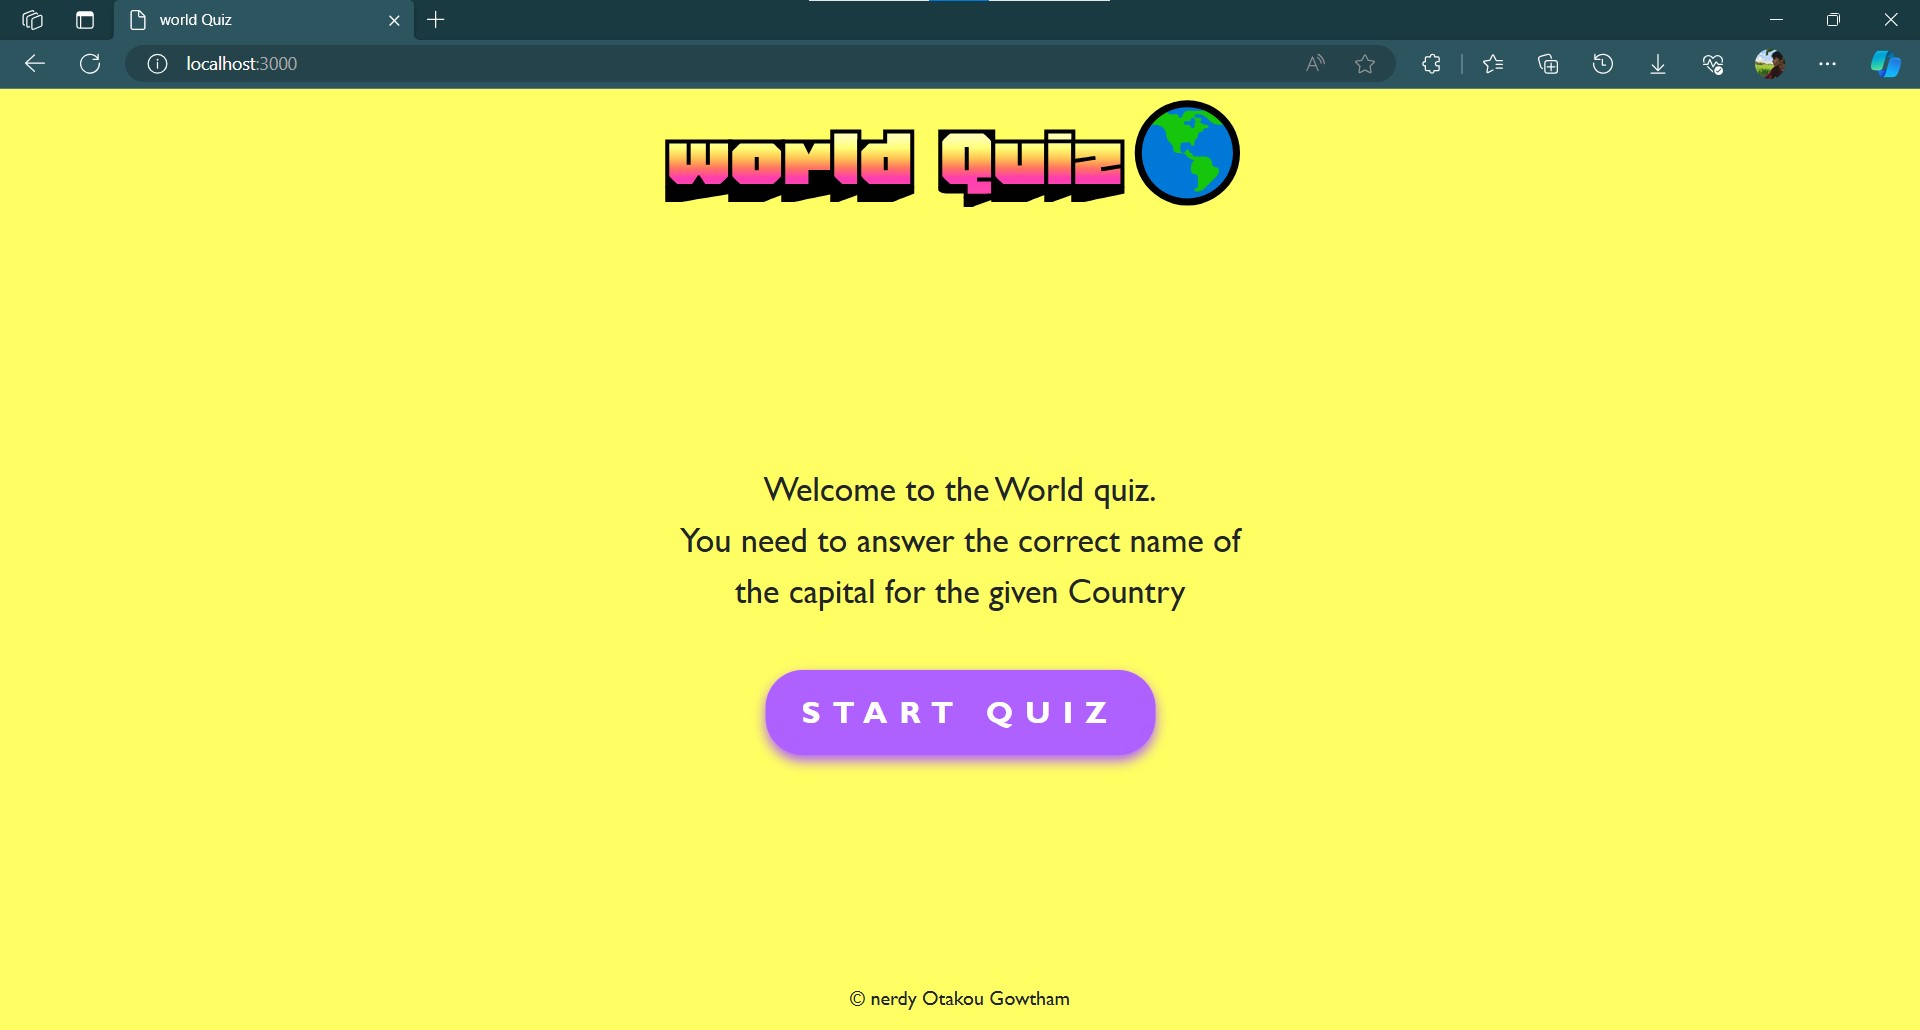 world Quiz
localhost:3000
world Quiz
Welcome to the World quiz.
You need to answer the correct name of
the capital for the given Country
START QUIZ
© nerdy Otakou Gowtham